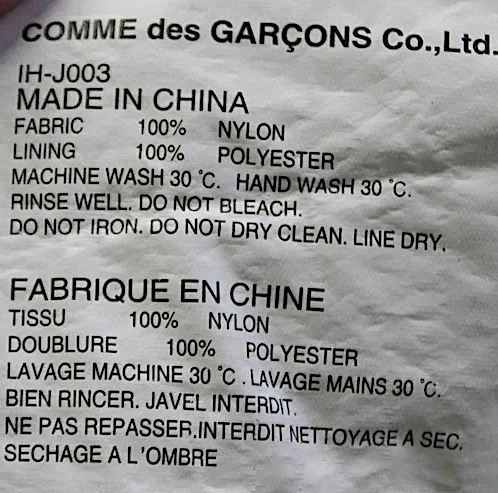 COMME des GARÇONS Co.,Ltd.
IH-J003
MADE IN CHINA
FABRIC 100% NYLON
LINING 100% POLYESTER
MACHINE WASH 30 °C. HAND WASH 30 °C.
RINSE WELL. DO NOT BLEACH.
DO NOT IRON. DO NOT DRY CLEAN. LINE DRY.
FABRIQUE EN CHINE
TISSU 100% NYLON
DOUBLURE 100% POLYESTER
LAVAGE MACHINE 30 °C .LAVAGE MAINS 30 °C.
BIEN RINCER. JAVEL INTERDIT.
NE PAS REPASSER.INTERDIT NETTOYAGE A SEC.
SECHAGE A L'OMBRE